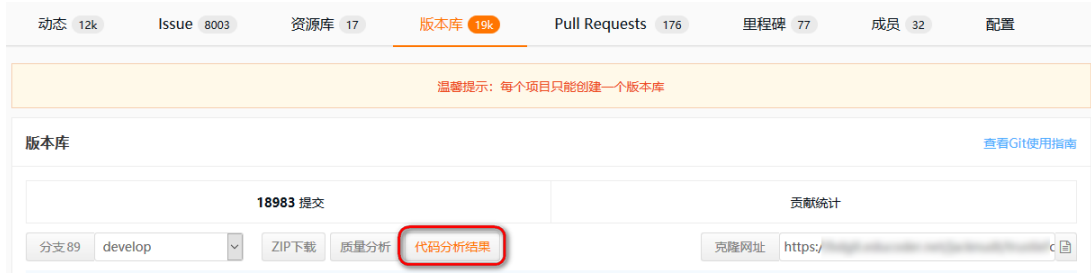 动态 12k Issue 8003 资源库 17 版本库 19k Pull Requests 176 里程碑 77 成员 32 配置
温馨提示：每个项目只能创建一个版本库
版本库 查看Git使用指南
18983 提交 贡献统计
分支89 develop ZIP下载 质量分析 代码分析结果 克隆网址 https:/